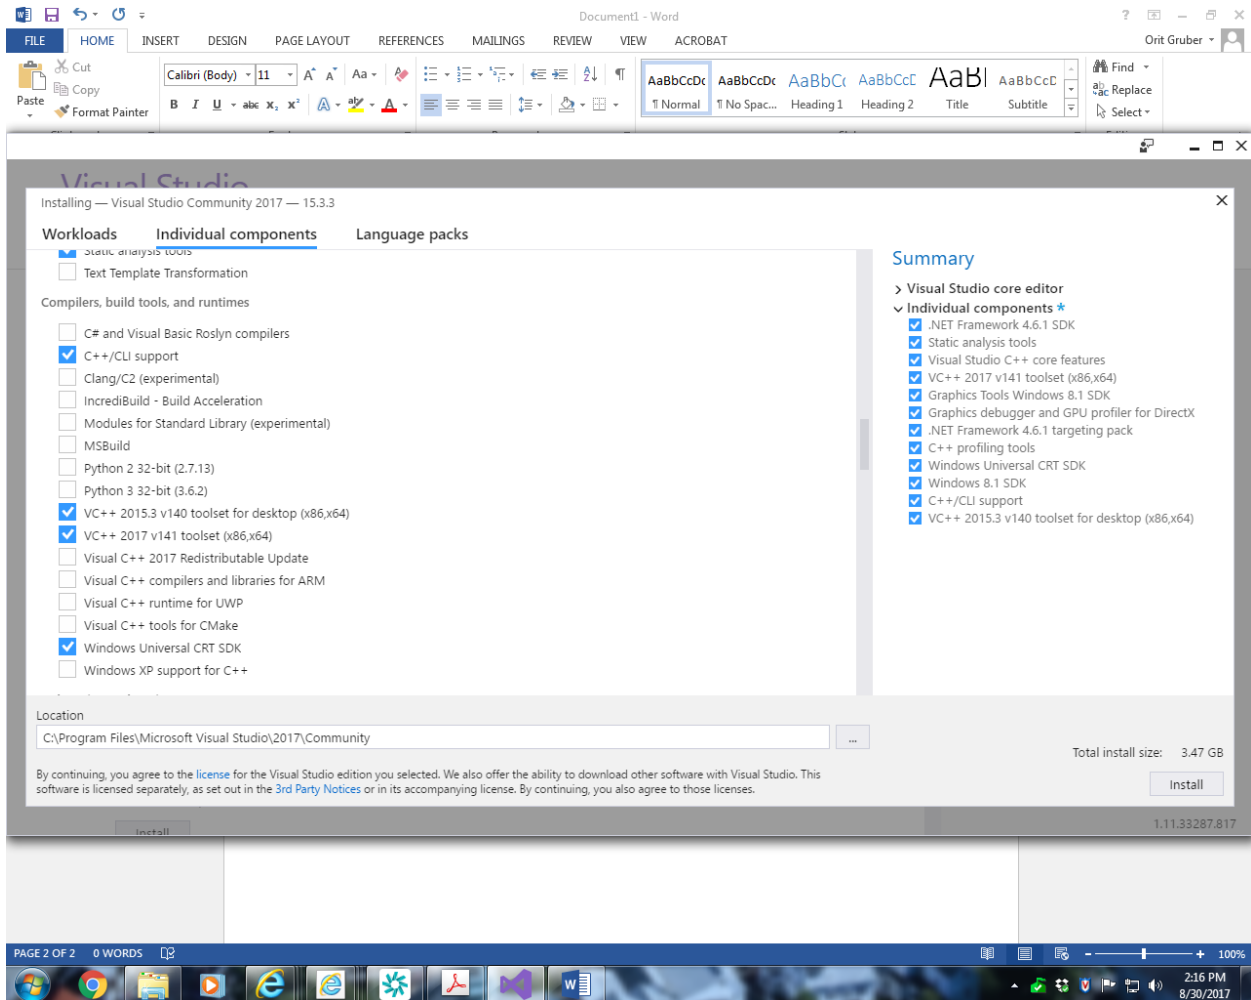 Document1 - Word
FILE HOME INSERT DESIGN PAGE LAYOUT REFERENCES MAILINGS REVIEW VIEW ACROBAT
Orit Gruber
Paste
Cut
Copy
Format Painter
Calibri (Body) 11
AaBbCcDc AaBbCcDc AaBbCc AaBbCcC AaBl AaBbCcC
¶ Normal ¶ No Spac... Heading 1 Heading 2 Title Subtitle
Find
Replace
Select
Visual Studio
Installing — Visual Studio Community 2017 — 15.3.3
Workloads Individual components Language packs
Static analysis tools
Text Template Transformation
Compilers, build tools, and runtimes
C# and Visual Basic Roslyn compilers
C++/CLI support
Clang/C2 (experimental)
IncrediBuild - Build Acceleration
Modules for Standard Library (experimental)
MSBuild
Python 2 32-bit (2.7.13)
Python 3 32-bit (3.6.2)
VC++ 2015.3 v140 toolset for desktop (x86,x64)
VC++ 2017 v141 toolset (x86,x64)
Visual C++ 2017 Redistributable Update
Visual C++ compilers and libraries for ARM
Visual C++ runtime for UWP
Visual C++ tools for CMake
Windows Universal CRT SDK
Windows XP support for C++
Summary
Visual Studio core editor
Individual components *
.NET Framework 4.6.1 SDK
Static analysis tools
Visual Studio C++ core features
VC++ 2017 v141 toolset (x86,x64)
Graphics Tools Windows 8.1 SDK
Graphics debugger and GPU profiler for DirectX
.NET Framework 4.6.1 targeting pack
C++ profiling tools
Windows Universal CRT SDK
Windows 8.1 SDK
C++/CLI support
VC++ 2015.3 v140 toolset for desktop (x86,x64)
Location
C:\Program Files\Microsoft Visual Studio\2017\Community
...
Total install size: 3.47 GB
By continuing, you agree to the license for the Visual Studio edition you selected. We also offer the ability to download other software with Visual Studio. This
software is licensed separately, as set out in the 3rd Party Notices or in its accompanying license. By continuing, you also agree to those licenses.
Install
Install
1.11.33287.817
PAGE 2 OF 2 0 WORDS
100%
2:16 PM
8/30/2017